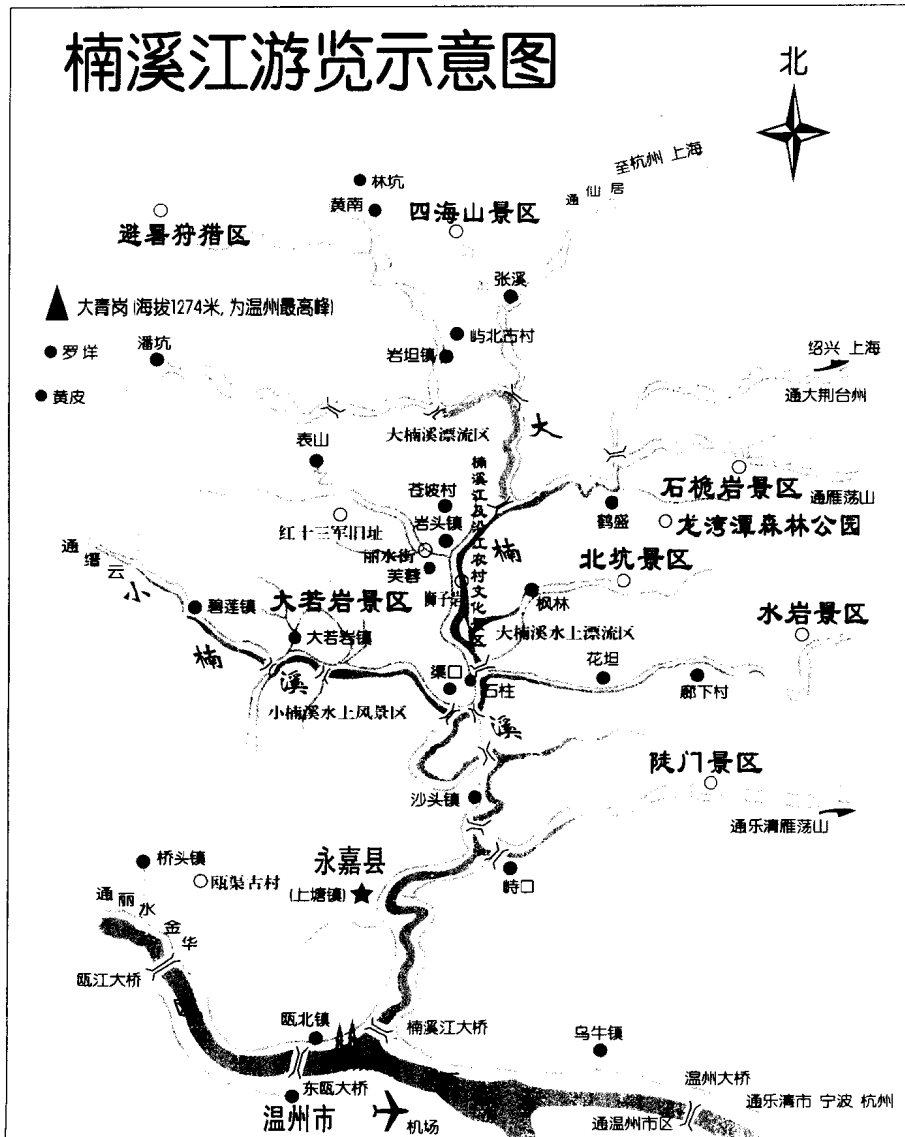 楠溪江游览示意图
北
至杭州 上海
通仙居
林坑
黄南
四海山景区
避暑狩猎区
张溪
大青岗(海拔1274米,为温州最高峰)
屿北古村
罗垟
潘坑
岩坦镇
绍兴 上海
黄皮
通大荆台州
大楠溪漂流区
大
表山
楠溪江及沿江农村文化景区
石桅岩景区
苍坡村
通雁荡山
鹤盛
龙湾潭森林公园
红十三军旧址
岩头镇
楠
通缙云
丽水街
北坑景区
芙蓉
小
狮子岩
枫林
大若岩景区
碧莲镇
水岩景区
大若岩镇
大楠溪水上漂流区
楠
花坦
渠口
溪
石柱
廊下村
小楠溪水上风景区
溪
陡门景区
沙头镇
通乐清雁荡山
桥头镇
永嘉县
瓯渠古村
(上塘镇)
峙口
通丽水金华
瓯江大桥
瓯北镇
楠溪江大桥
乌牛镇
温州大桥
东瓯大桥
通乐清市 宁波 杭州
温州市
机场
通温州市区